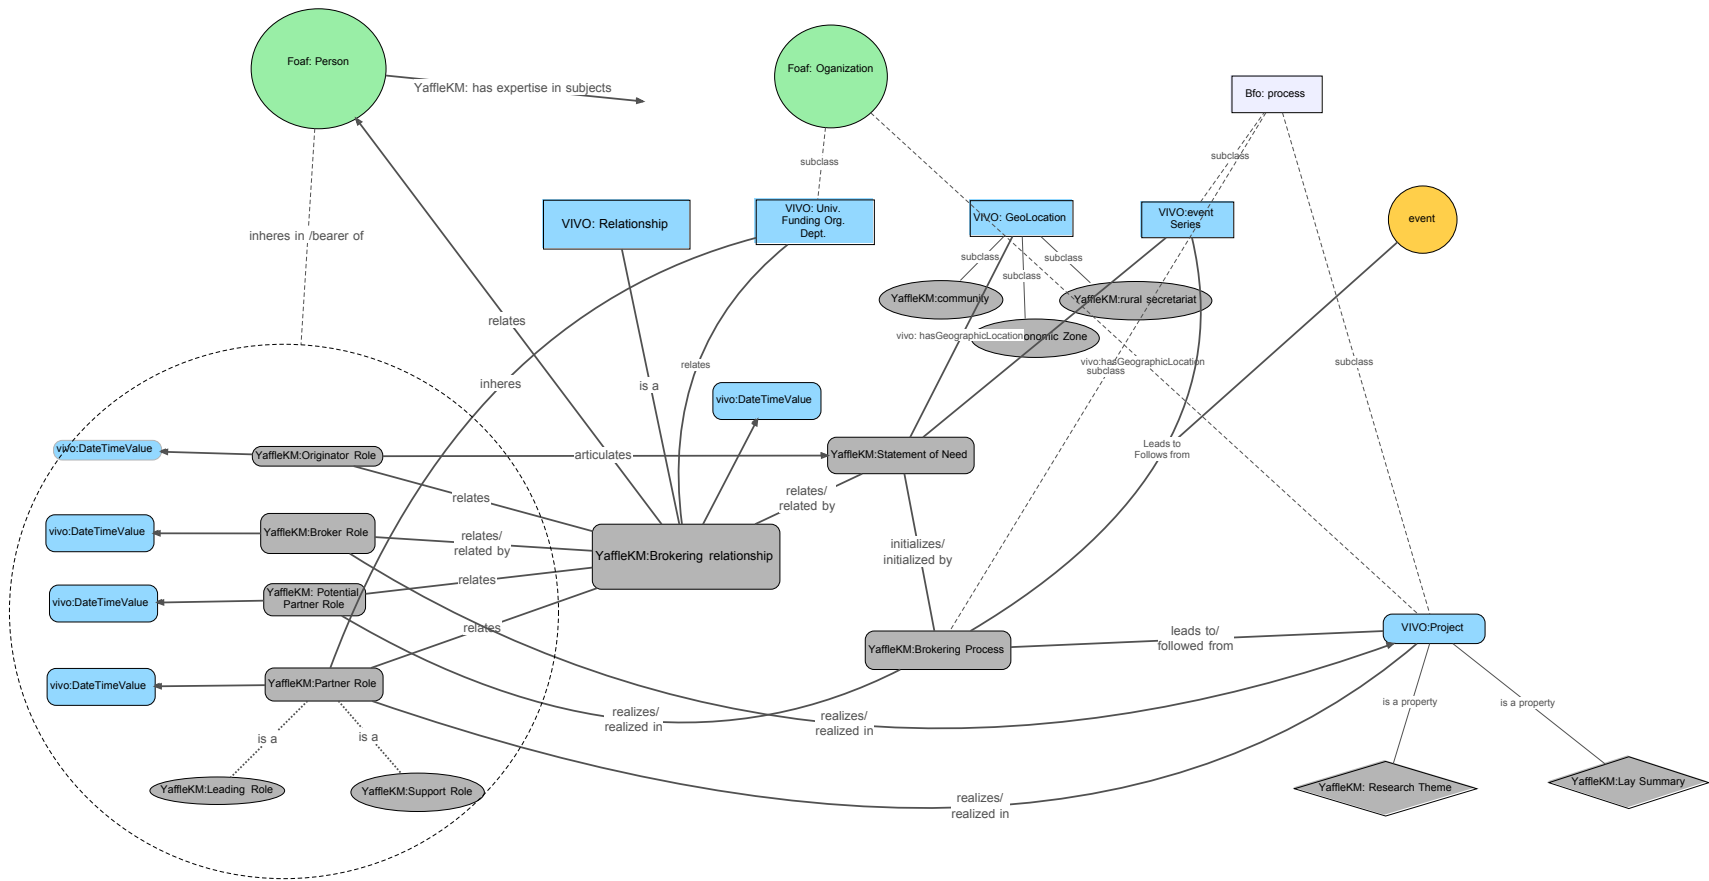 Foaf: Person
YaffleKM: has expertise in subjects
Foaf: Oganization
Bfo: process
subclass
subclass
VIVO: Relationship
VIVO: Univ.
Funding Org.
Dept.
VIVO: GeoLocation
VIVO:event
Series
event
inheres in /bearer of
subclass
subclass
subclass
YaffleKM:community
YaffleKM:rural secretariat
relates
vivo: hasGeographicLocation
onomic Zone
vivo:hasGeographicLocation
subclass
subclass
relates
inheres
is a
vivo:DateTimeValue
vivo:DateTimeValue
YaffleKM:Originator Role
articulates
YaffleKM:Statement of Need
Leads to
Follows from
relates
relates/
related by
vivo:DateTimeValue
YaffleKM:Broker Role
relates/
related by
YaffleKM:Brokering relationship
initializes/
initialized by
relates
vivo:DateTimeValue
YaffleKM: Potential
Partner Role
relates
YaffleKM:Brokering Process
leads to/
followed from
VIVO:Project
vivo:DateTimeValue
YaffleKM:Partner Role
realizes/
realized in
realizes/
realized in
is a property
is a property
is a
is a
YaffleKM:Leading Role
YaffleKM:Support Role
realizes/
realized in
YaffleKM: Research Theme
YaffleKM:Lay Summary